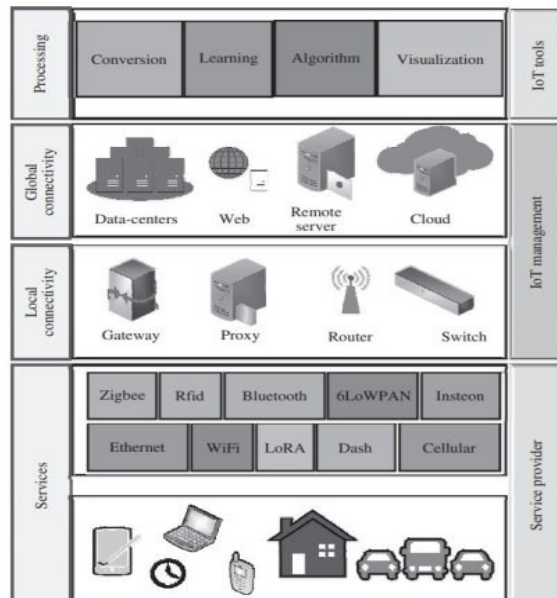 Processing
Conversion
Learning
Algorithm
Visualization
IoT tools
Global
connectivity
Data-centers
Web
Remote
server
Cloud
IoT management
Local
connectivity
Gateway
Proxy
Router
Switch
Services
Zigbee
Rfid
Bluetooth
6LoWPAN
Insteon
Ethernet
WiFi
LoRA
Dash
Cellular
Service provider